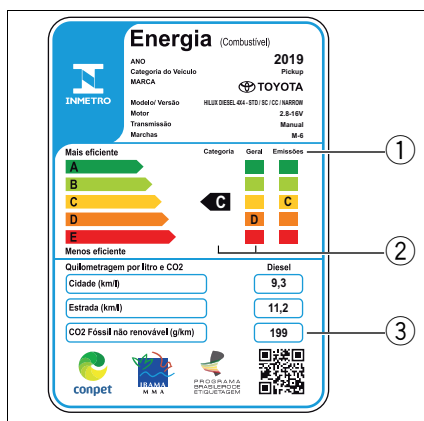 Energia (Combustível)
ANO 2019
Categoria do Veículo Pickup
MARCA TOYOTA
INMETRO
Modelo/ Versão HILUX DIESEL 4X4 - STD / SC / CC / NARROW
Motor 2.8-16V
Transmissão Manual
Marchas M-6
Mais eficiente Categoria Geral Emissões 1
A
B
C C C
D D
E
Menos eficiente 2
Quilometragem por litro e CO2 Diesel
Cidade (km/l) 9,3
Estrada (km/l) 11,2
CO2 Fóssil não renovável (g/km) 199 3
conpet
IBAMA
M M A
PROGRAMA
BRASILEIRO DE
ETIQUETAGEM